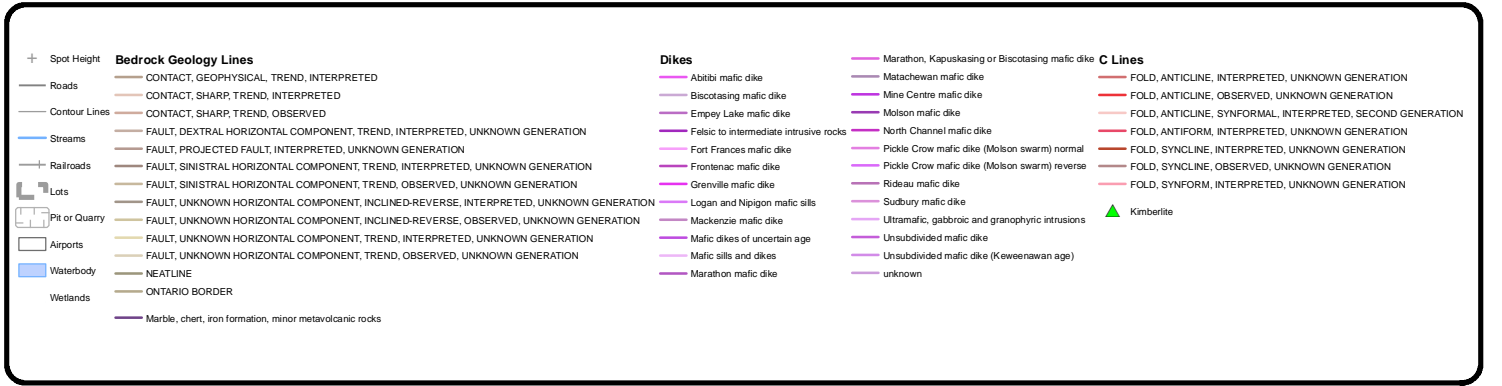 Spot Height
Roads
Contour Lines
Streams
Railroads
Lots
Pit or Quarry
Airports
Waterbody
Wetlands
Bedrock Geology Lines
CONTACT, GEOPHYSICAL, TREND, INTERPRETED
CONTACT, SHARP, TREND, INTERPRETED
CONTACT, SHARP, TREND, OBSERVED
FAULT, DEXTRAL HORIZONTAL COMPONENT, TREND, INTERPRETED, UNKNOWN GENERATION
FAULT, PROJECTED FAULT, INTERPRETED, UNKNOWN GENERATION
FAULT, SINISTRAL HORIZONTAL COMPONENT, TREND, INTERPRETED, UNKNOWN GENERATION
FAULT, SINISTRAL HORIZONTAL COMPONENT, TREND, OBSERVED, UNKNOWN GENERATION
FAULT, UNKNOWN HORIZONTAL COMPONENT, INCLINED-REVERSE, INTERPRETED, UNKNOWN GENERATION
FAULT, UNKNOWN HORIZONTAL COMPONENT, INCLINED-REVERSE, OBSERVED, UNKNOWN GENERATION
FAULT, UNKNOWN HORIZONTAL COMPONENT, TREND, INTERPRETED, UNKNOWN GENERATION
FAULT, UNKNOWN HORIZONTAL COMPONENT, TREND, OBSERVED, UNKNOWN GENERATION
NEATLINE
ONTARIO BORDER
Marble, chert, iron formation, minor metavolcanic rocks
Dikes
Abitibi mafic dike
Biscotasing mafic dike
Empey Lake mafic dike
Felsic to intermediate intrusive rocks
Fort Frances mafic dike
Frontenac mafic dike
Grenville mafic dike
Logan and Nipigon mafic sills
Mackenzie mafic dike
Mafic dikes of uncertain age
Mafic sills and dikes
Marathon mafic dike
Marathon, Kapuskasing or Biscotasing mafic dike
Matachewan mafic dike
Mine Centre mafic dike
Molson mafic dike
North Channel mafic dike
Pickle Crow mafic dike (Molson swarm) normal
Pickle Crow mafic dike (Molson swarm) reverse
Rideau mafic dike
Sudbury mafic dike
Ultramafic, gabbroic and granophyric intrusions
Unsubdivided mafic dike
Unsubdivided mafic dike (Keweenawan age)
unknown
C Lines
FOLD, ANTICLINE, INTERPRETED, UNKNOWN GENERATION
FOLD, ANTICLINE, OBSERVED, UNKNOWN GENERATION
FOLD, ANTICLINE, SYNFORMAL, INTERPRETED, SECOND GENERATION
FOLD, ANTIFORM, INTERPRETED, UNKNOWN GENERATION
FOLD, SYNCLINE, INTERPRETED, UNKNOWN GENERATION
FOLD, SYNCLINE, OBSERVED, UNKNOWN GENERATION
FOLD, SYNFORM, INTERPRETED, UNKNOWN GENERATION
Kimberlite